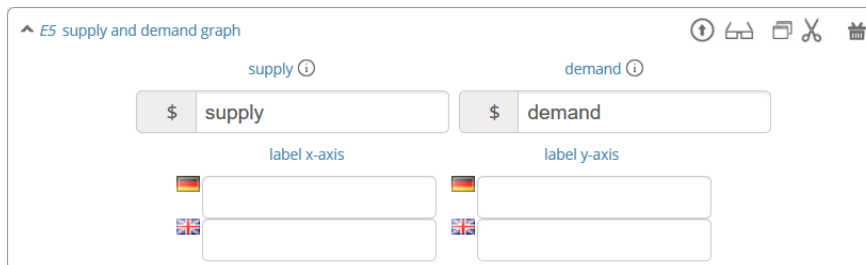 E5 supply and demand graph
supply demand
$ supply $ demand
label x-axis label y-axis